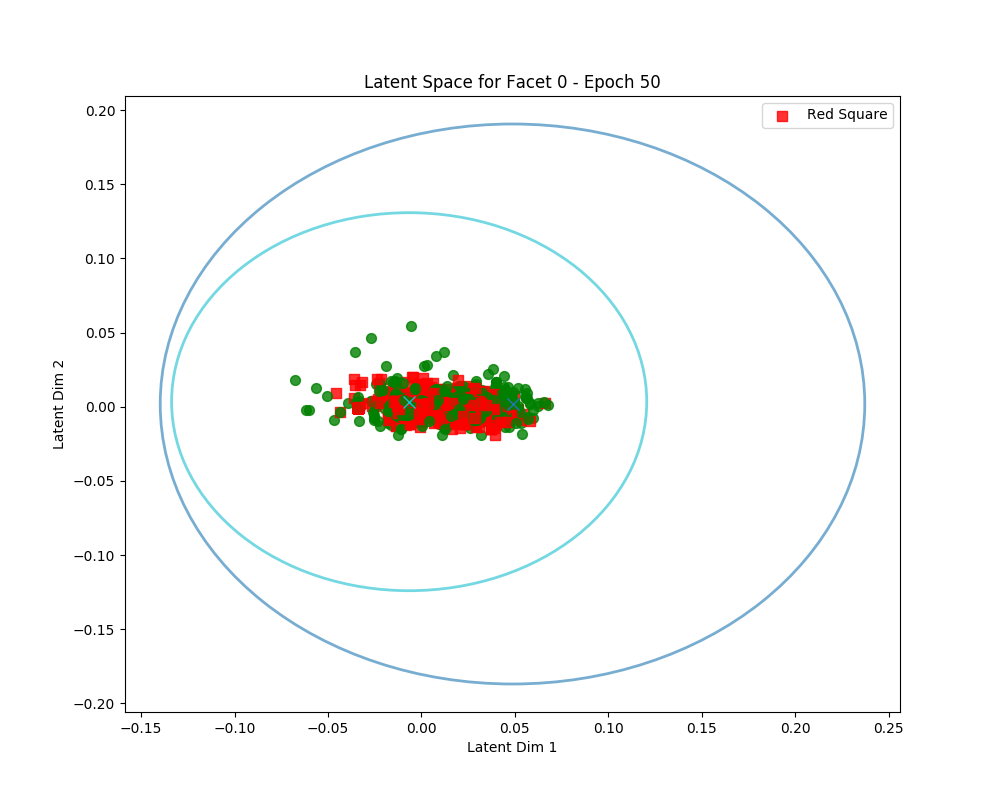 Latent Space for Facet 0 - Epoch 50
Red Square
0.20
0.15
0.10
0.05
0.00
−0.05
−0.10
−0.15
−0.20
Latent Dim 2
−0.15 −0.10 −0.05 0.00 0.05 0.10 0.15 0.20 0.25
Latent Dim 1